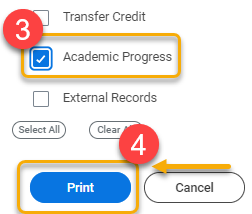 3
Transfer Credit
Academic Progress
External Records
Select All Clear
4
Print Cancel